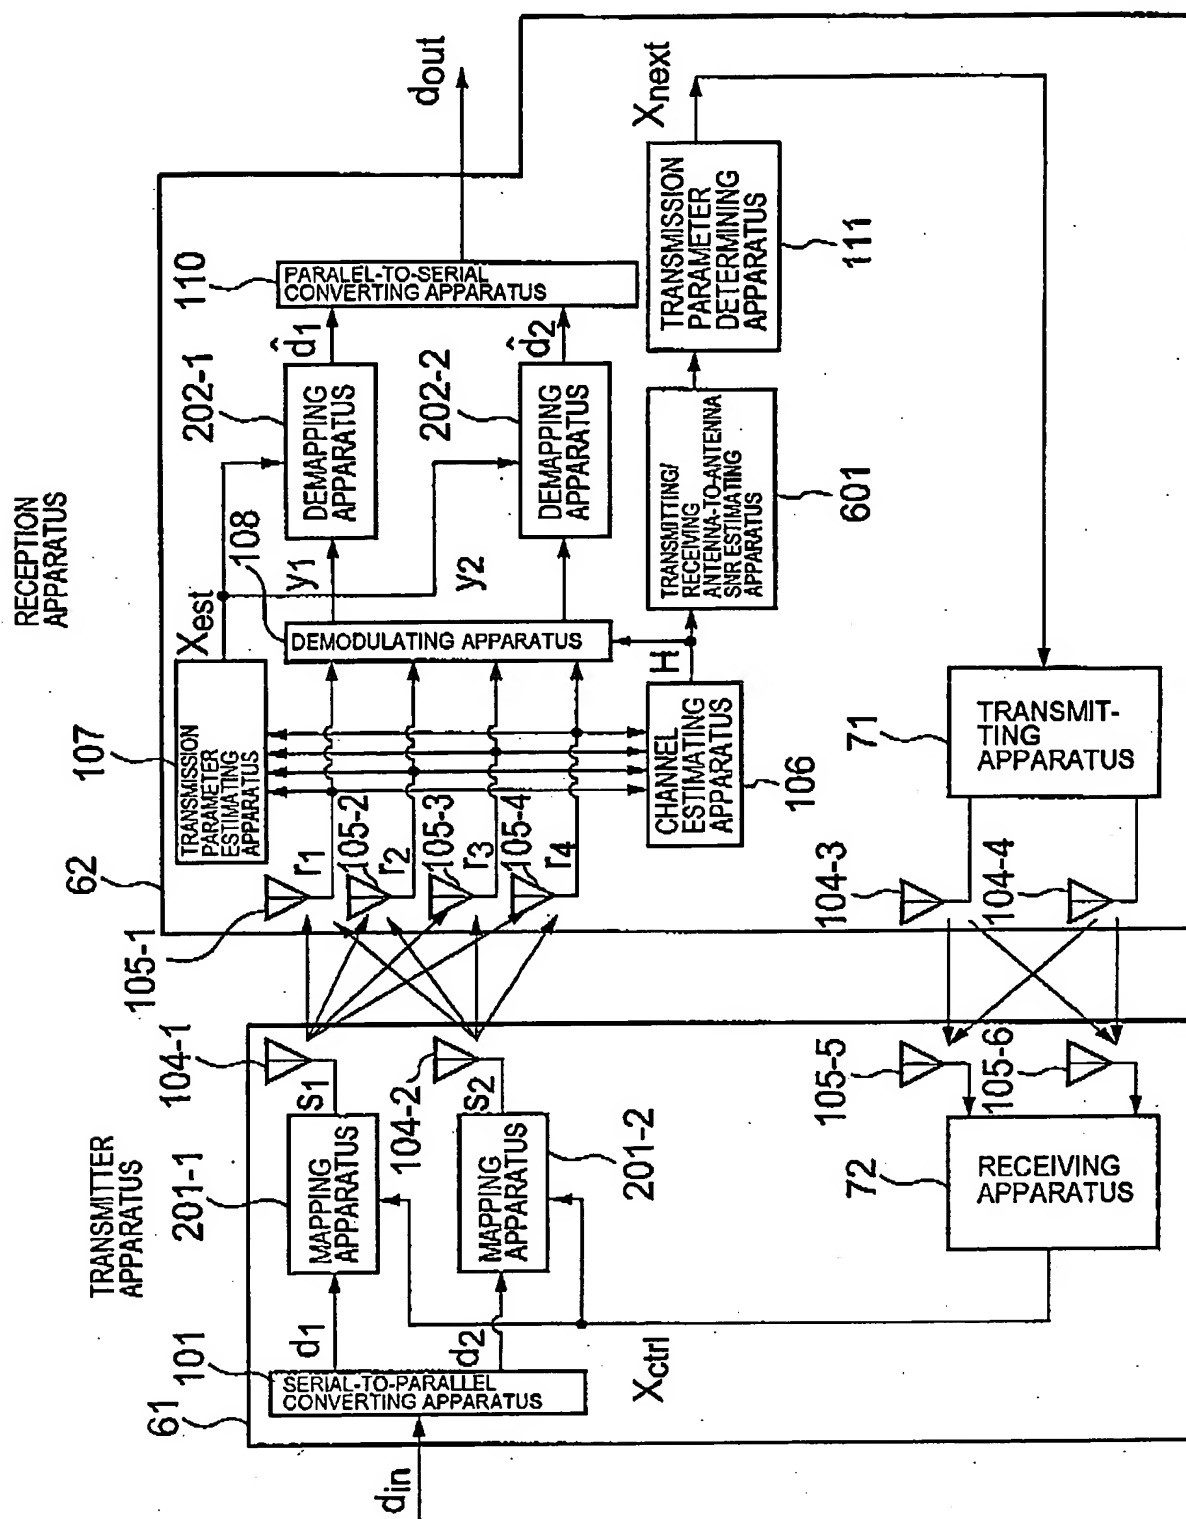 TRANSMITTER
APPARATUS
61
din
101
SERIAL-TO-PARALLEL
CONVERTING APPARATUS
d1
d2
201-1
MAPPING
APPARATUS
MAPPING
APPARATUS
201-2
s1
s2
104-1
104-2
Xctrl
72
RECEIVING
APPARATUS
105-5
105-6
RECEPTION
APPARATUS
62
105-1
105-2
105-3
105-4
r1
r2
r3
r4
107
TRANSMISSION
PARAMETER
ESTIMATING
APPARATUS
Xest
108
DEMODULATING APPARATUS
CHANNEL
ESTIMATING
APPARATUS
106
H
y1
y2
202-1
DEMAPPING
APPARATUS
202-2
DEMAPPING
APPARATUS
d̂1
d̂2
110
PARALEL-TO-SERIAL
CONVERTING APPARATUS
dout
TRANSMITTING/
RECEIVING
ANTENNA-TO-ANTENNA
SNR ESTIMATING
APPARATUS
601
TRANSMISSION
PARAMETER
DETERMINING
APPARATUS
111
Xnext
71
TRANSMIT-
TING
APPARATUS
104-3
104-4